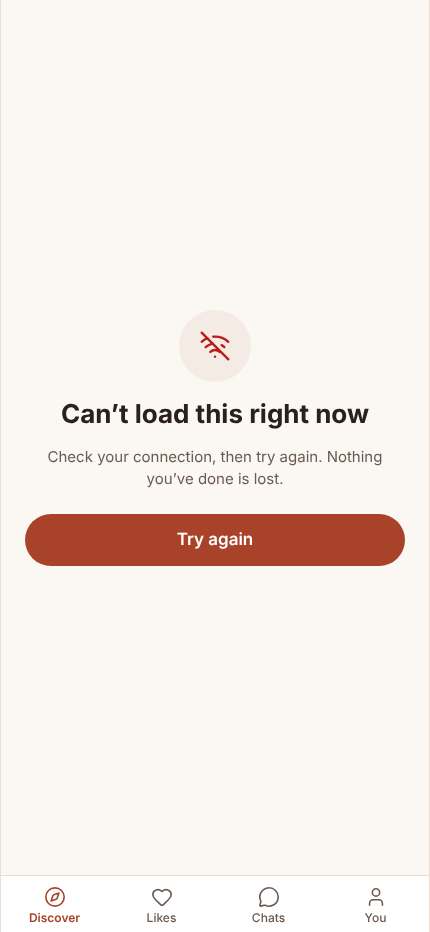 Can’t load this right now
Check your connection, then try again. Nothing
you’ve done is lost.
Try again
Discover
Likes
Chats
You